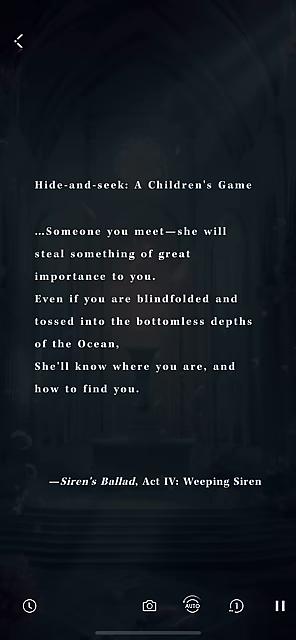 Hide-and-seek: A Children's Game
...Someone you meet—she will
steal something of great
importance to you.
Even if you are blindfolded and
tossed into the bottomless depths
of the Ocean,
She'll know where you are, and
how to find you.
—Siren's Ballad, Act IV: Weeping Siren
AUTO
1